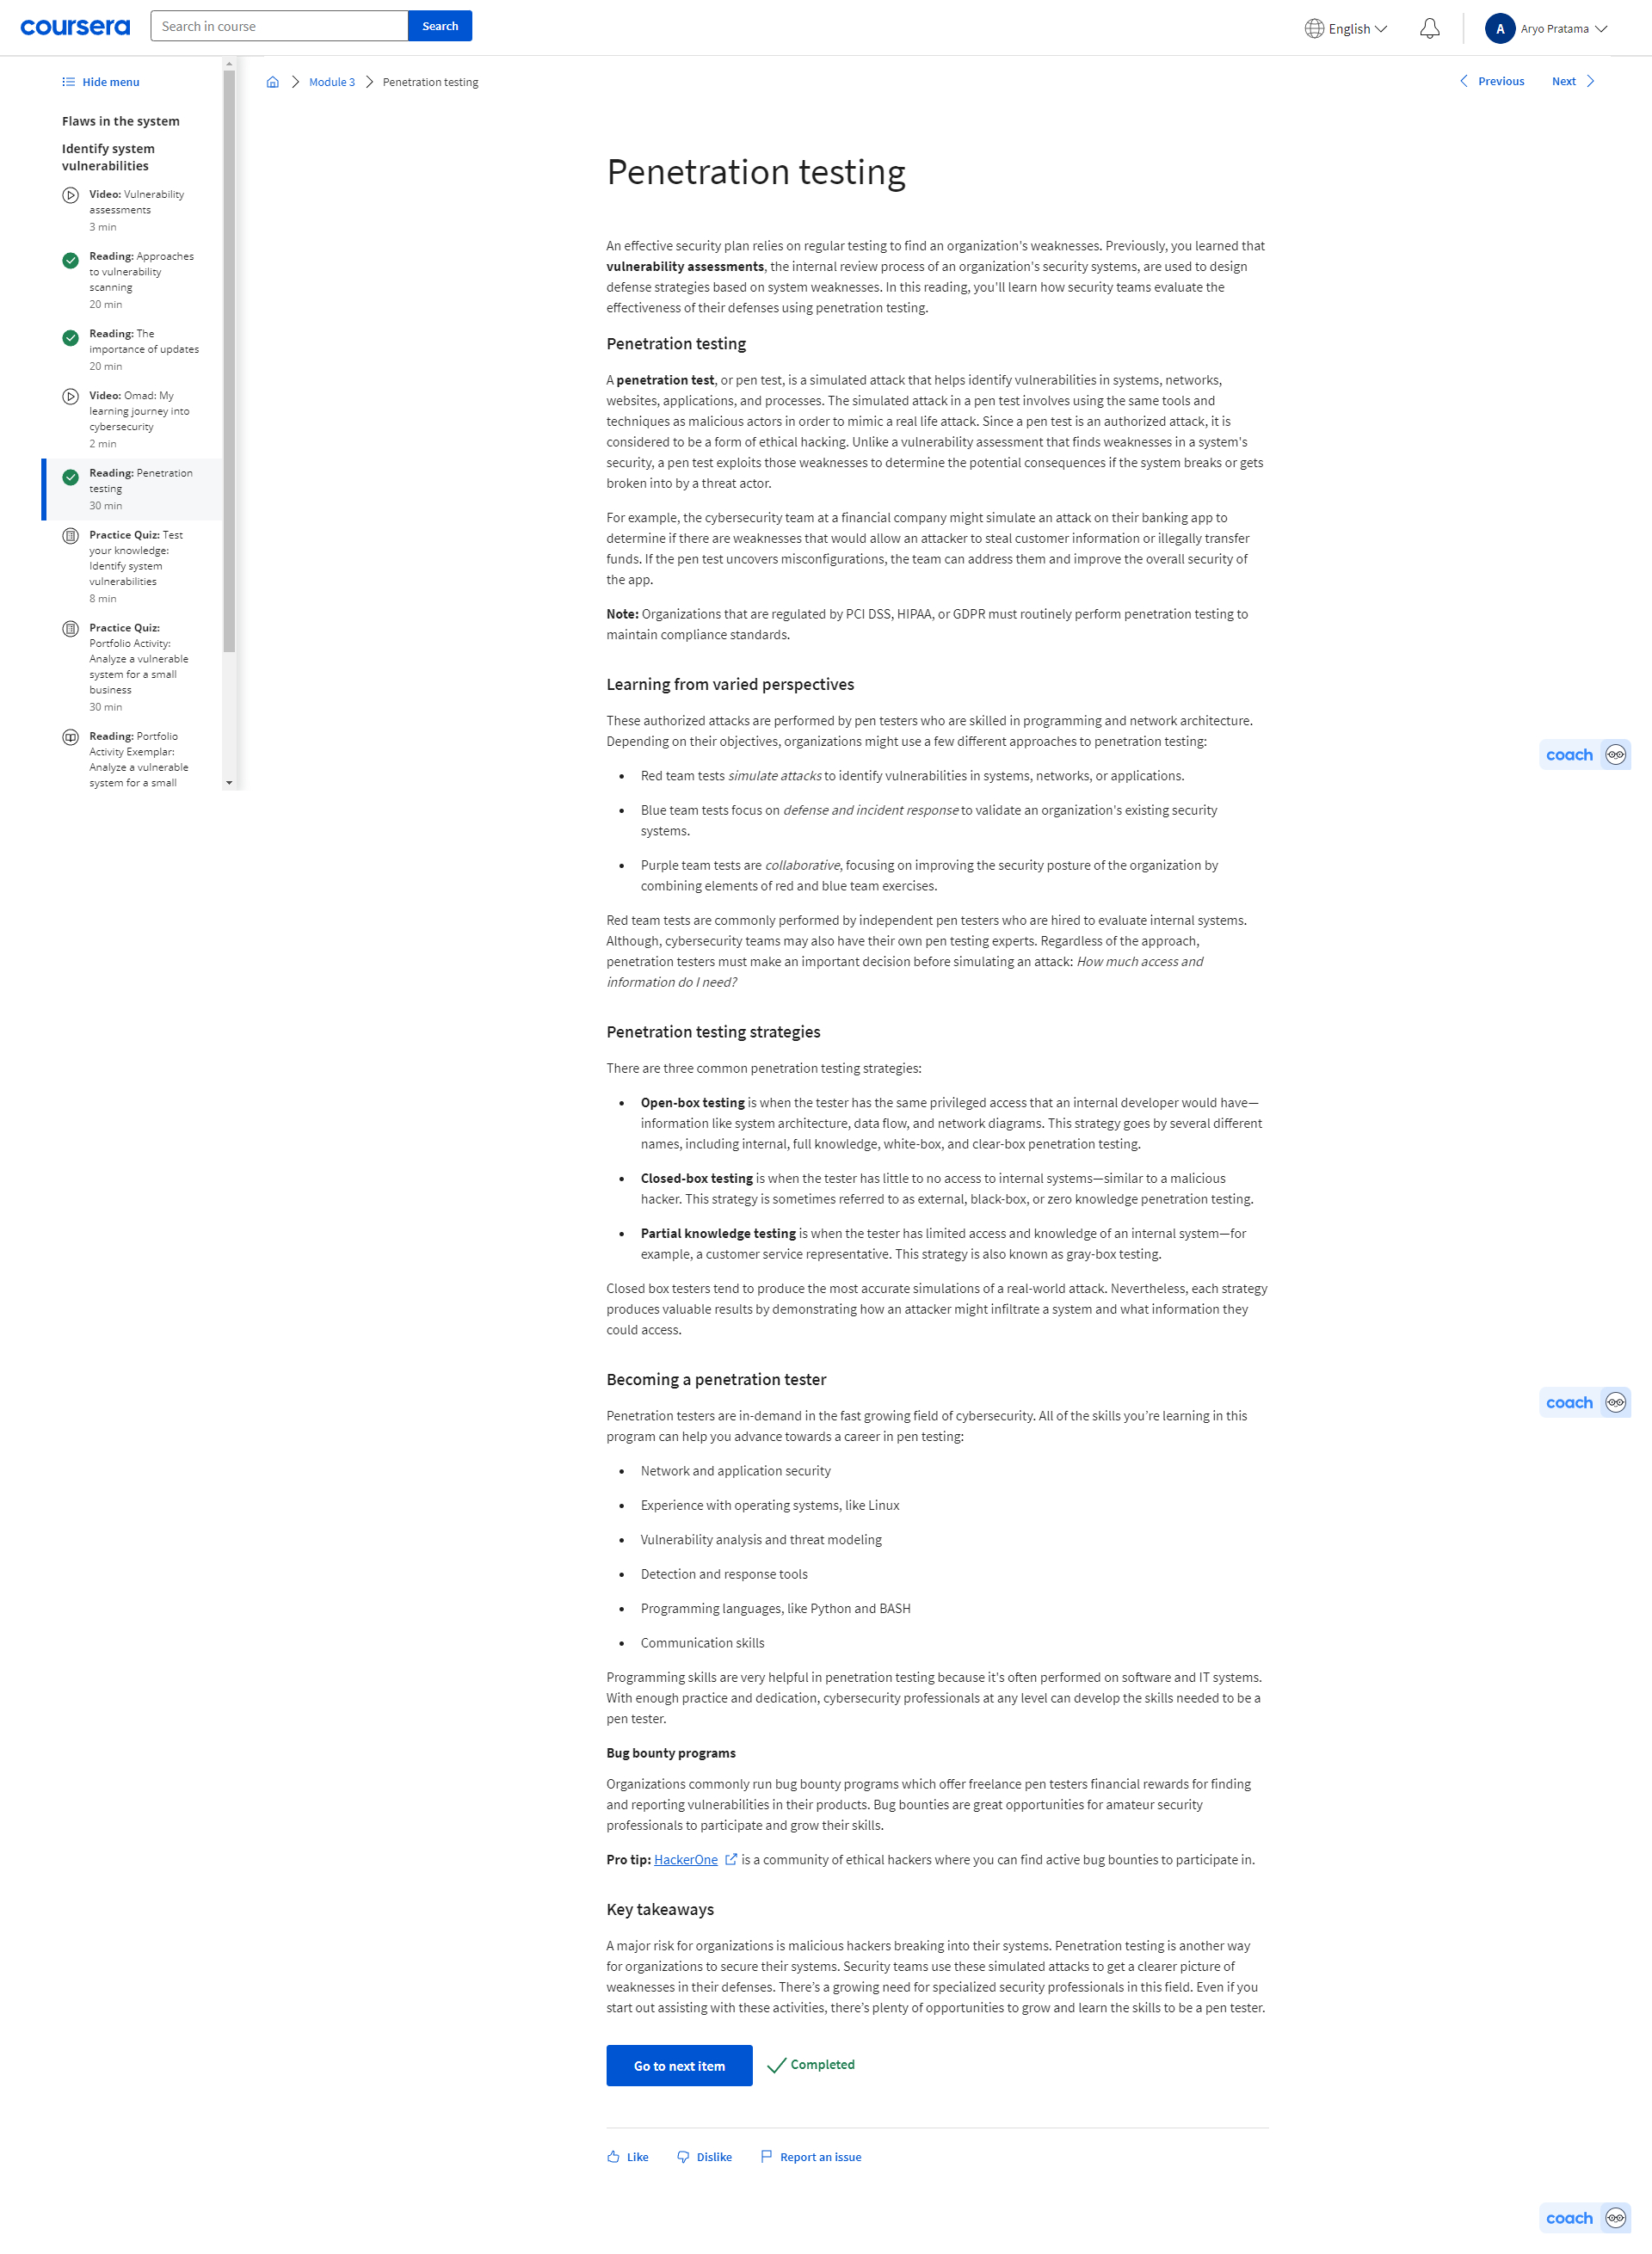 coursera
Search in course
Search
English
A
Aryo Pratama
Hide menu
Flaws in the system
Identify system
vulnerabilities
Video: Vulnerability
assessments
3 min
Reading: Approaches
to vulnerability
scanning
20 min
Reading: The
importance of updates
20 min
Video: Omad: My
learning journey into
cybersecurity
2 min
Reading: Penetration
testing
30 min
Practice Quiz: Test
your knowledge:
Identify system
vulnerabilities
8 min
Practice Quiz:
Portfolio Activity:
Analyze a vulnerable
system for a small
business
30 min
Reading: Portfolio
Activity Exemplar:
Analyze a vulnerable
system for a small
Module 3
Penetration testing
Previous
Next
Penetration testing
An effective security plan relies on regular testing to find an organization's weaknesses. Previously, you learned that
vulnerability assessments, the internal review process of an organization's security systems, are used to design
defense strategies based on system weaknesses. In this reading, you'll learn how security teams evaluate the
effectiveness of their defenses using penetration testing.
Penetration testing
A penetration test, or pen test, is a simulated attack that helps identify vulnerabilities in systems, networks,
websites, applications, and processes. The simulated attack in a pen test involves using the same tools and
techniques as malicious actors in order to mimic a real life attack. Since a pen test is an authorized attack, it is
considered to be a form of ethical hacking. Unlike a vulnerability assessment that finds weaknesses in a system's
security, a pen test exploits those weaknesses to determine the potential consequences if the system breaks or gets
broken into by a threat actor.
For example, the cybersecurity team at a financial company might simulate an attack on their banking app to
determine if there are weaknesses that would allow an attacker to steal customer information or illegally transfer
funds. If the pen test uncovers misconfigurations, the team can address them and improve the overall security of
the app.
Note: Organizations that are regulated by PCI DSS, HIPAA, or GDPR must routinely perform penetration testing to
maintain compliance standards.
Learning from varied perspectives
These authorized attacks are performed by pen testers who are skilled in programming and network architecture.
Depending on their objectives, organizations might use a few different approaches to penetration testing:
• Red team tests simulate attacks to identify vulnerabilities in systems, networks, or applications.
• Blue team tests focus on defense and incident response to validate an organization's existing security
systems.
• Purple team tests are collaborative, focusing on improving the security posture of the organization by
combining elements of red and blue team exercises.
Red team tests are commonly performed by independent pen testers who are hired to evaluate internal systems.
Although, cybersecurity teams may also have their own pen testing experts. Regardless of the approach,
penetration testers must make an important decision before simulating an attack: How much access and
information do I need?
Penetration testing strategies
There are three common penetration testing strategies:
• Open-box testing is when the tester has the same privileged access that an internal developer would have—
information like system architecture, data flow, and network diagrams. This strategy goes by several different
names, including internal, full knowledge, white-box, and clear-box penetration testing.
• Closed-box testing is when the tester has little to no access to internal systems—similar to a malicious
hacker. This strategy is sometimes referred to as external, black-box, or zero knowledge penetration testing.
• Partial knowledge testing is when the tester has limited access and knowledge of an internal system—for
example, a customer service representative. This strategy is also known as gray-box testing.
Closed box testers tend to produce the most accurate simulations of a real-world attack. Nevertheless, each strategy
produces valuable results by demonstrating how an attacker might infiltrate a system and what information they
could access.
Becoming a penetration tester
Penetration testers are in-demand in the fast growing field of cybersecurity. All of the skills you’re learning in this
program can help you advance towards a career in pen testing:
• Network and application security
• Experience with operating systems, like Linux
• Vulnerability analysis and threat modeling
• Detection and response tools
• Programming languages, like Python and BASH
• Communication skills
Programming skills are very helpful in penetration testing because it's often performed on software and IT systems.
With enough practice and dedication, cybersecurity professionals at any level can develop the skills needed to be a
pen tester.
Bug bounty programs
Organizations commonly run bug bounty programs which offer freelance pen testers financial rewards for finding
and reporting vulnerabilities in their products. Bug bounties are great opportunities for amateur security
professionals to participate and grow their skills.
Pro tip: HackerOne is a community of ethical hackers where you can find active bug bounties to participate in.
Key takeaways
A major risk for organizations is malicious hackers breaking into their systems. Penetration testing is another way
for organizations to secure their systems. Security teams use these simulated attacks to get a clearer picture of
weaknesses in their defenses. There’s a growing need for specialized security professionals in this field. Even if you
start out assisting with these activities, there’s plenty of opportunities to grow and learn the skills to be a pen tester.
Go to next item
Completed
Like
Dislike
Report an issue
coach
coach
coach